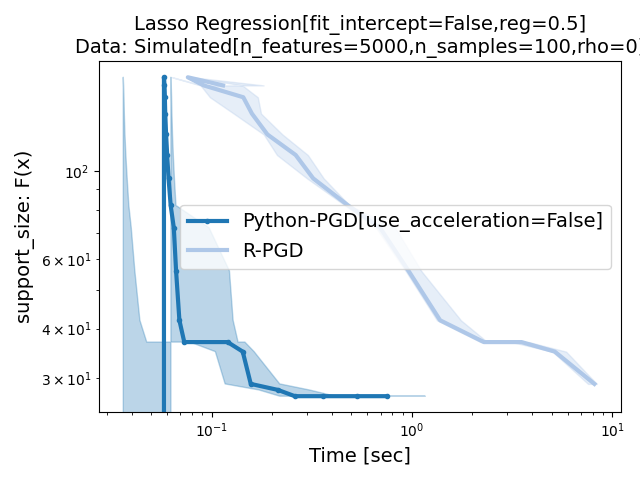 Lasso Regression[fit_intercept=False,reg=0.5]
Data: Simulated[n_features=5000,n_samples=100,rho=0]
support_size: F(x)
10²
6 × 10¹
4 × 10¹
3 × 10¹
Python-PGD[use_acceleration=False]
R-PGD
10⁻¹
10⁰
10¹
Time [sec]